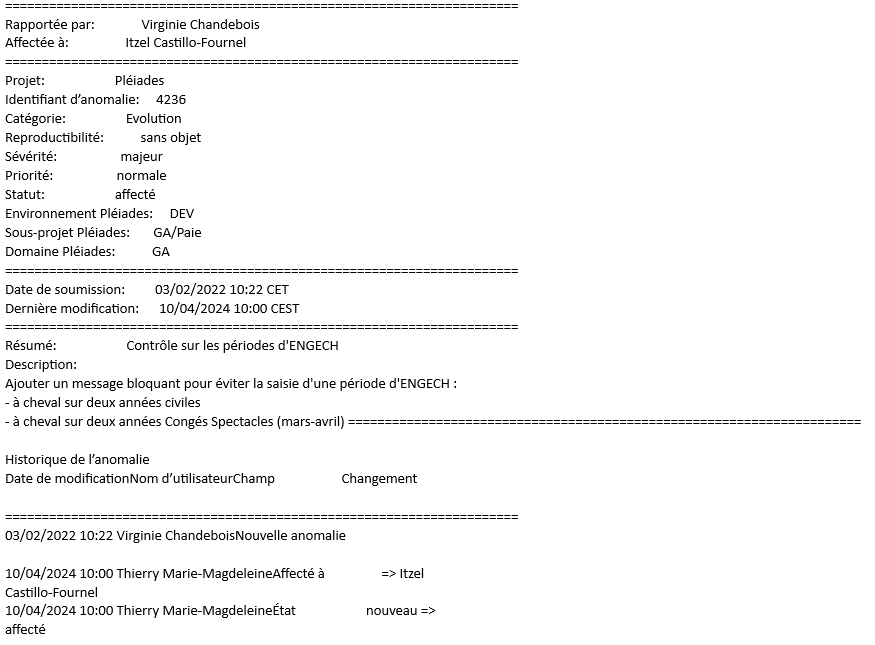 ======================================================================
Rapportée par: Virginie Chandebois
Affectée à: Itzel Castillo-Fournel
======================================================================
Projet: Pléiades
Identifiant d’anomalie: 4236
Catégorie: Evolution
Reproductibilité: sans objet
Sévérité: majeur
Priorité: normale
Statut: affecté
Environnement Pléiades: DEV
Sous-projet Pléiades: GA/Paie
Domaine Pléiades: GA
======================================================================
Date de soumission: 03/02/2022 10:22 CET
Dernière modification: 10/04/2024 10:00 CEST
======================================================================
Résumé: Contrôle sur les périodes d'ENGECH
Description:
Ajouter un message bloquant pour éviter la saisie d'une période d'ENGECH :
- à cheval sur deux années civiles
- à cheval sur deux années Congés Spectacles (mars-avril) ======================================================================
Historique de l’anomalie
Date de modificationNom d’utilisateurChamp Changement
======================================================================
03/02/2022 10:22 Virginie ChandeboisNouvelle anomalie
10/04/2024 10:00 Thierry Marie-MagdeleineAffecté à => Itzel
Castillo-Fournel
10/04/2024 10:00 Thierry Marie-MagdeleineÉtat nouveau =>
affecté